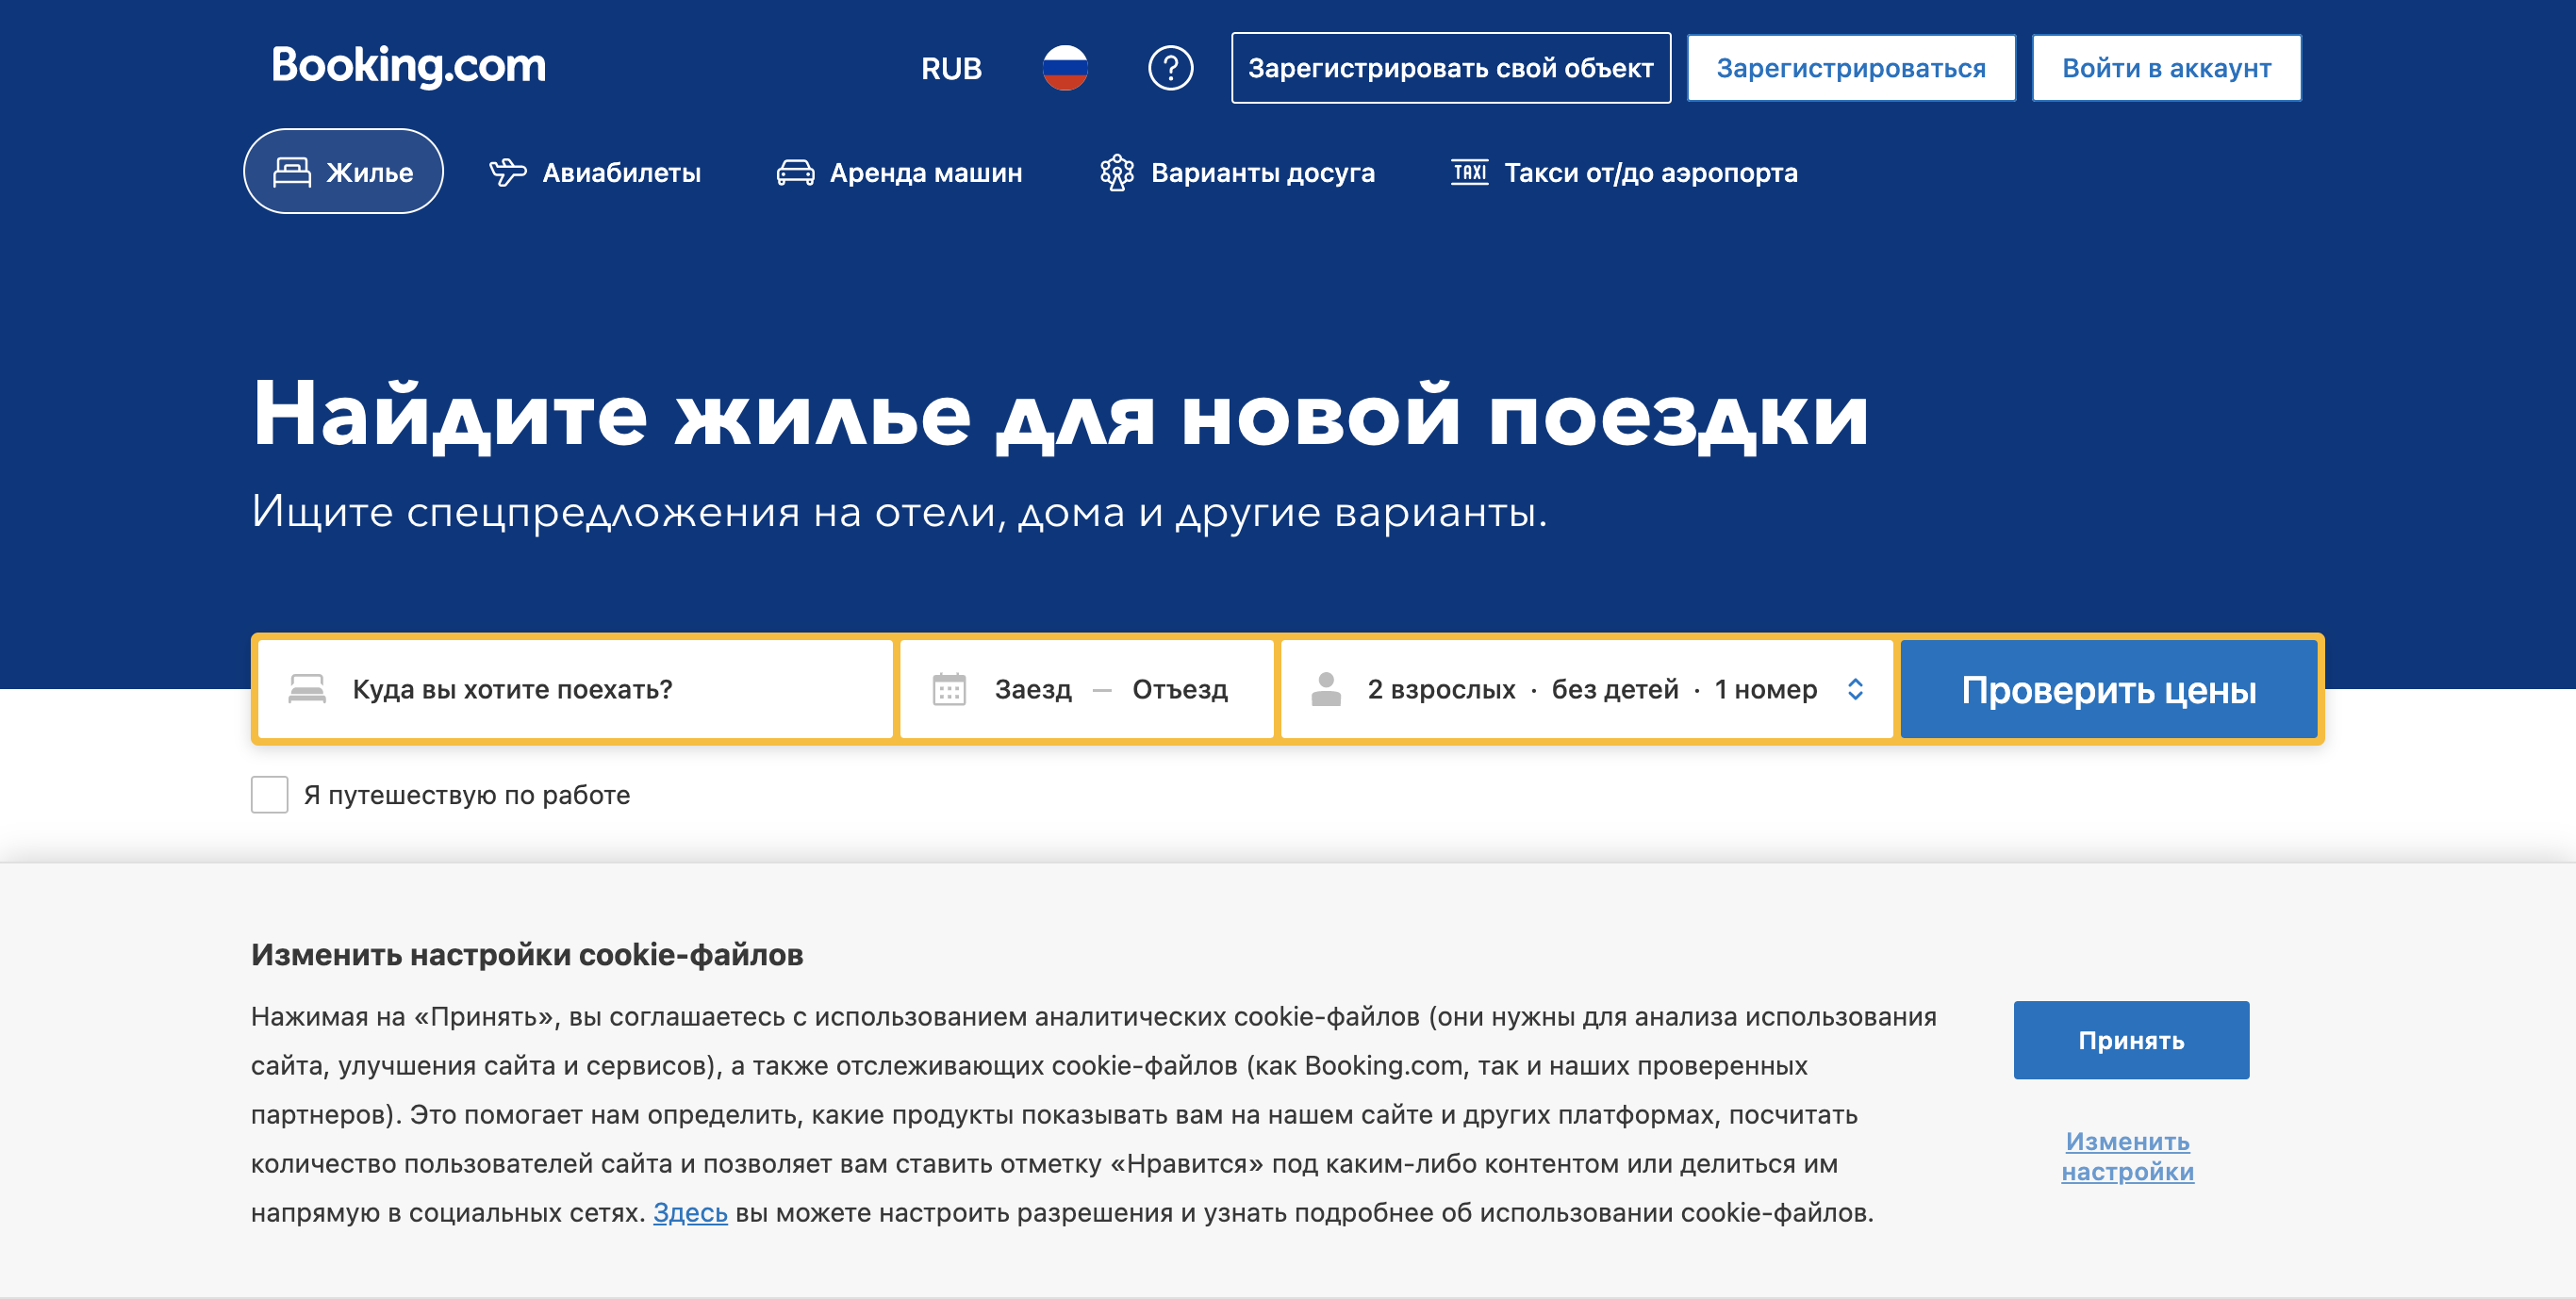 Booking.com
RUB
Зарегистрировать свой объект
Зарегистрироваться
Войти в аккаунт
Жилье
Авиабилеты
Аренда машин
Варианты досуга
TAXI
Такси от/до аэропорта
Найдите жилье для новой поездки
Ищите спецпредложения на отели, дома и другие варианты.
Куда вы хотите поехать?
Заезд — Отъезд
2 взрослых · без детей · 1 номер
Проверить цены
Я путешествую по работе
Изменить настройки cookie-файлов
Нажимая на «Принять», вы соглашаетесь с использованием аналитических cookie-файлов (они нужны для анализа использования
сайта, улучшения сайта и сервисов), а также отслеживающих cookie-файлов (как Booking.com, так и наших проверенных
партнеров). Это помогает нам определить, какие продукты показывать вам на нашем сайте и других платформах, посчитать
количество пользователей сайта и позволяет вам ставить отметку «Нравится» под каким-либо контентом или делиться им
напрямую в социальных сетях. Здесь вы можете настроить разрешения и узнать подробнее об использовании cookie-файлов.
Принять
Изменить
настройки